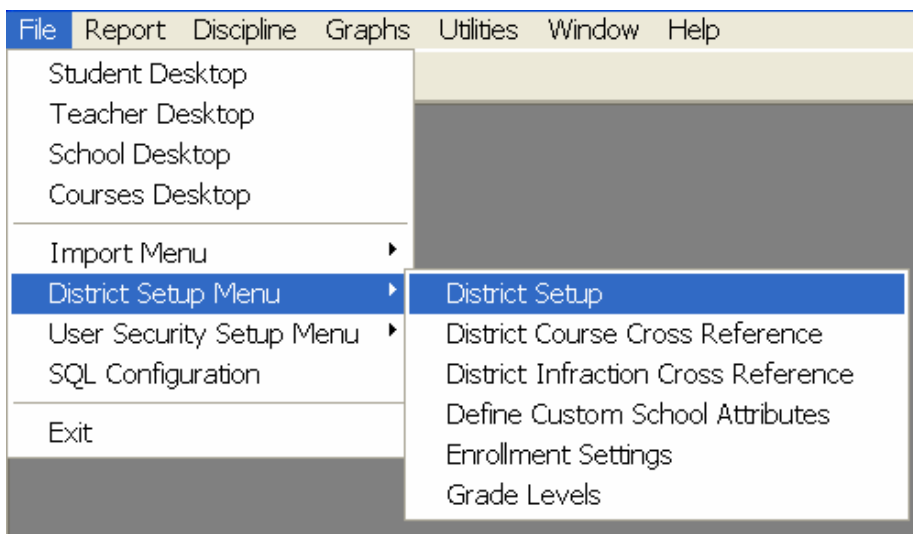 File Report Discipline Graphs Utilities Window Help
Student Desktop
Teacher Desktop
School Desktop
Courses Desktop
Import Menu
District Setup Menu
User Security Setup Menu
SQL Configuration
Exit
District Setup
District Course Cross Reference
District Infraction Cross Reference
Define Custom School Attributes
Enrollment Settings
Grade Levels